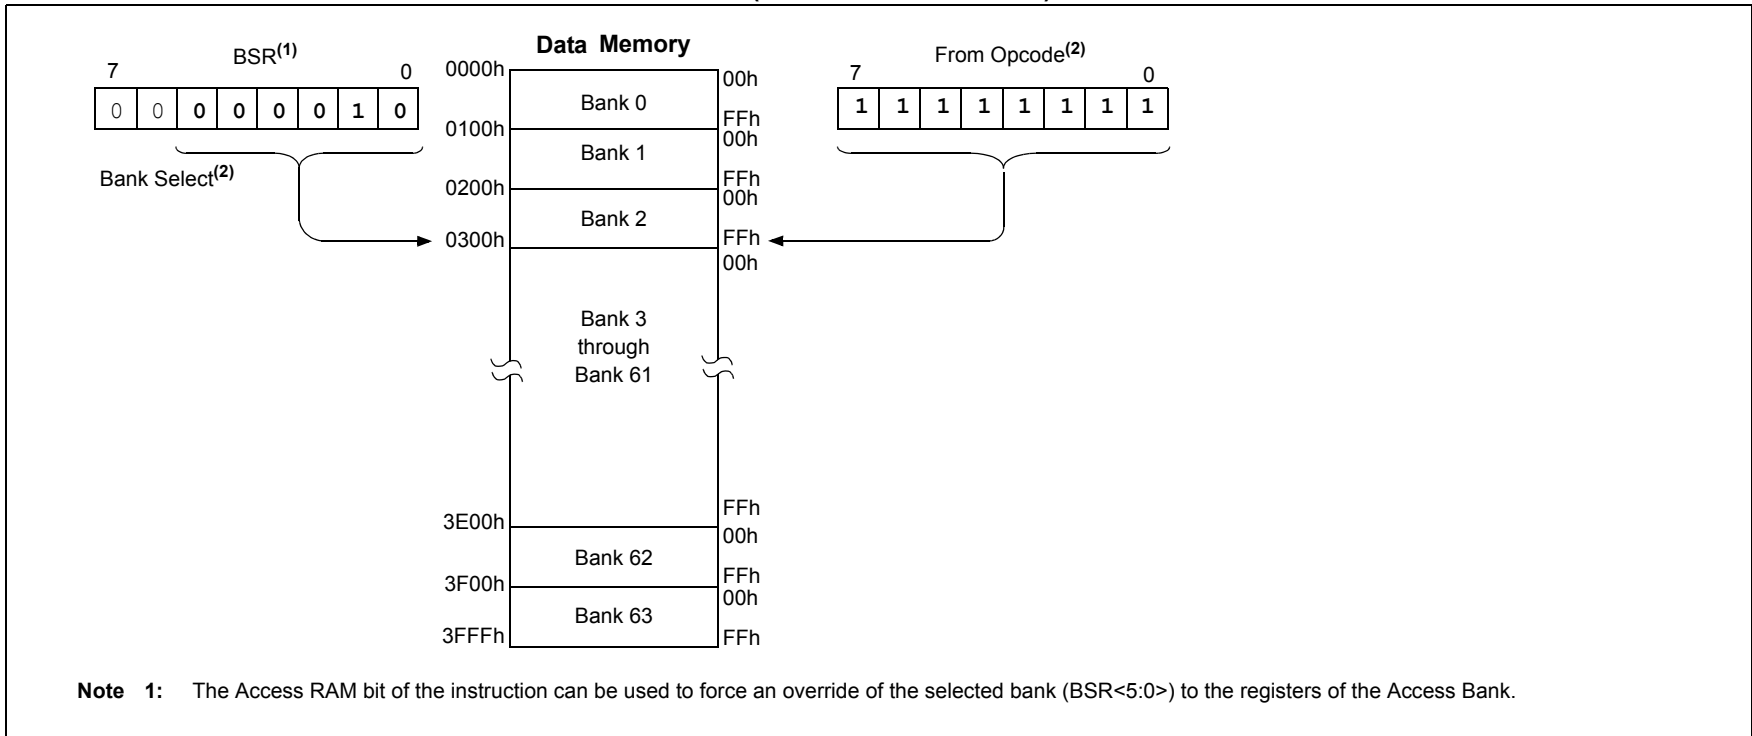 Data Memory
BSR(1)
7 0
0 0 0 0 0 0 1 0
Bank Select(2)
From Opcode(2)
7 0
1 1 1 1 1 1 1 1
0000h
Bank 0
00h
FFh
0100h
Bank 1
00h
FFh
0200h
Bank 2
00h
FFh
0300h
00h
Bank 3
through
Bank 61
FFh
3E00h
Bank 62
00h
FFh
3F00h
Bank 63
00h
3FFFh
FFh
Note 1: The Access RAM bit of the instruction can be used to force an override of the selected bank (BSR<5:0>) to the registers of the Access Bank.